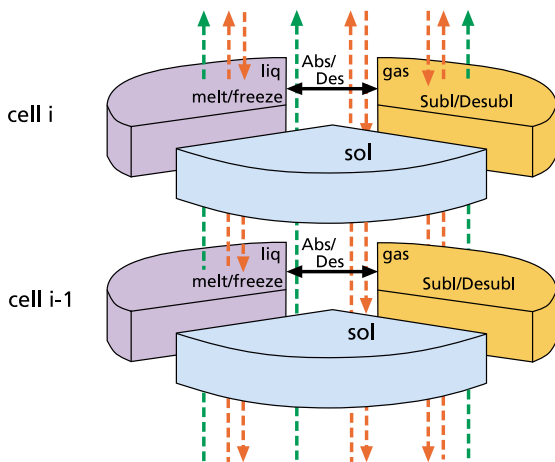 cell i
liq
melt/freeze
Abs/
Des
gas
Subl/Desubl
sol
cell i-1
liq
melt/freeze
Abs/
Des
gas
Subl/Desubl
sol